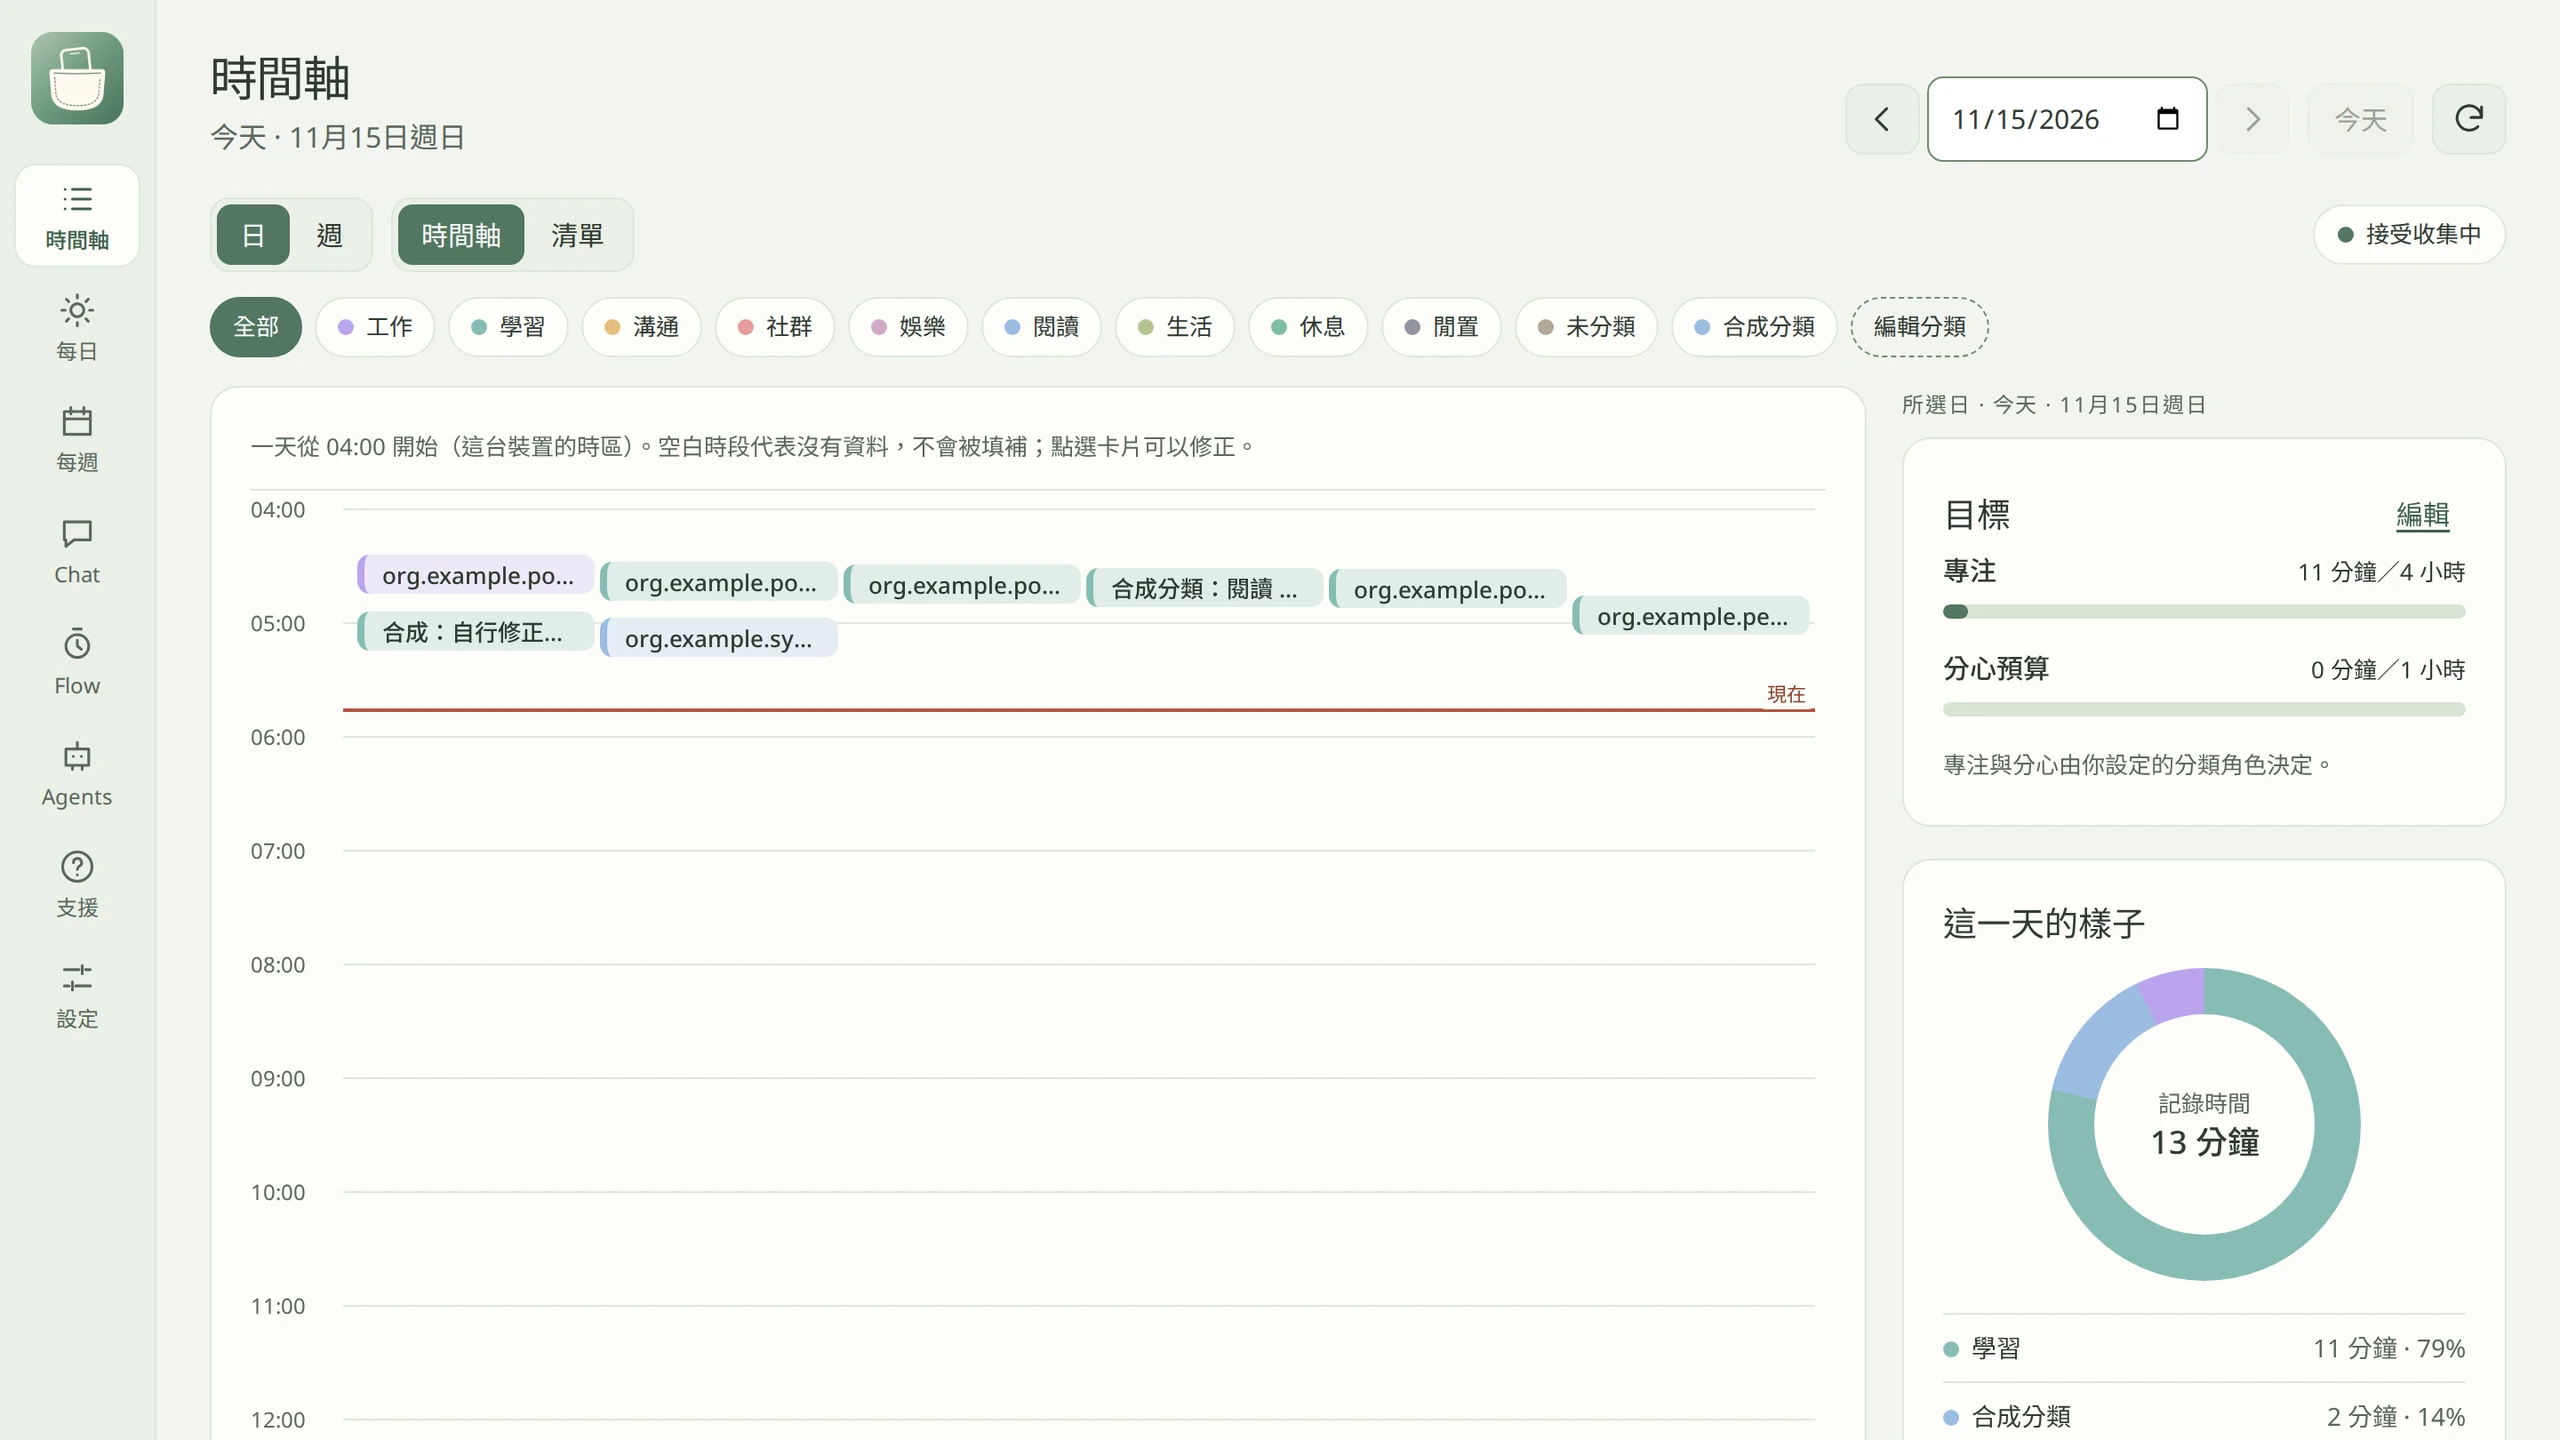 時間軸
今天 · 11月15日週日
11/15/2026
今天
日
週
時間軸
清單
接受收集中
全部
工作
學習
溝通
社群
娛樂
閱讀
生活
休息
閒置
未分類
合成分類
編輯分類
時間軸
每日
每週
Chat
Flow
Agents
支援
設定
一天從 04:00 開始（這台裝置的時區）。空白時段代表沒有資料，不會被填補；點選卡片可以修正。
04:00
org.example.po...
org.example.po...
org.example.po...
合成分類：閱讀 ...
org.example.po...
org.example.pe...
05:00
合成：自行修正...
org.example.sy...
現在
06:00
07:00
08:00
09:00
10:00
11:00
12:00
所選日 · 今天 · 11月15日週日
目標
編輯
專注
11 分鐘／4 小時
分心預算
0 分鐘／1 小時
專注與分心由你設定的分類角色決定。
這一天的樣子
記錄時間
13 分鐘
學習
11 分鐘 · 79%
合成分類
2 分鐘 · 14%